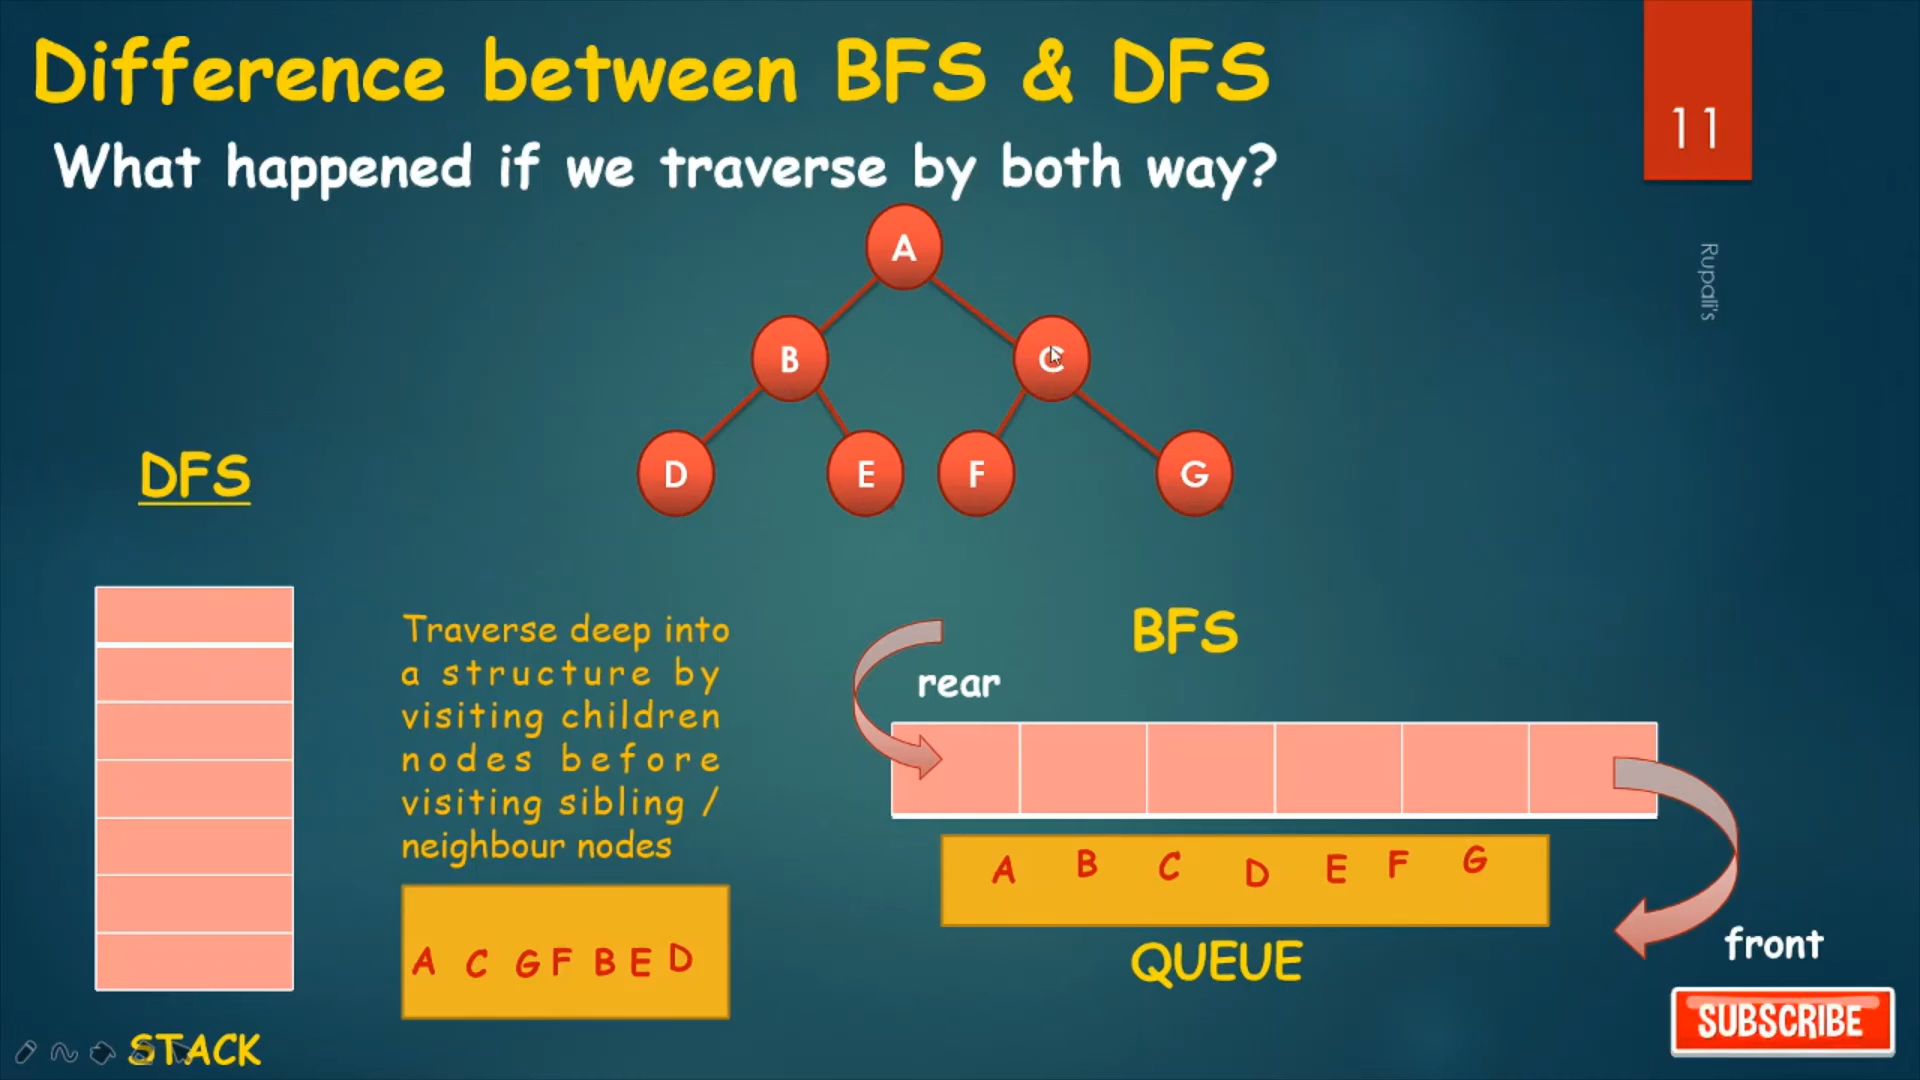 Difference between BFS & DFS
11
What happened if we traverse by both way?
Rupali's
A
B
C
D
E
F
G
DFS
Traverse deep into
a structure by
visiting children
nodes before
visiting sibling /
neighbour nodes
A C G F B E D
STACK
BFS
rear
A B C D E F G
QUEUE
front
SUBSCRIBE